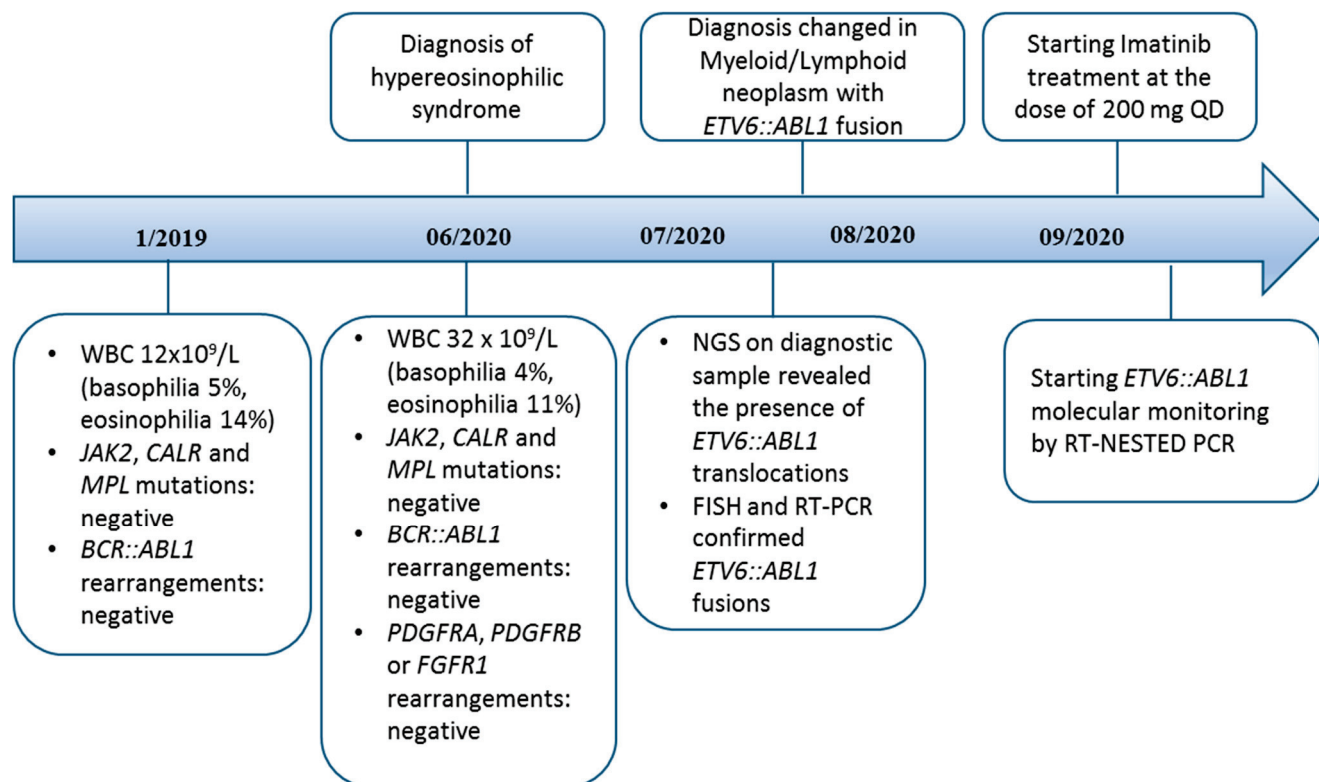 Diagnosis of
hypereosinophilic
syndrome
Diagnosis changed in
Myeloid/Lymphoid
neoplasm with
ETV6::ABL1 fusion
Starting Imatinib
treatment at the
dose of 200 mg QD
1/2019
06/2020
07/2020
08/2020
09/2020
• WBC 12x10⁹/L
(basophilia 5%,
eosinophilia 14%)
• JAK2, CALR and
MPL mutations:
negative
• BCR::ABL1
rearrangements:
negative
• WBC 32 x 10⁹/L
(basophilia 4%,
eosinophilia 11%)
• JAK2, CALR and
MPL mutations:
negative
• BCR::ABL1
rearrangements:
negative
• PDGFRA, PDGFRB
or FGFR1
rearrangements:
negative
• NGS on diagnostic
sample revealed
the presence of
ETV6::ABL1
translocations
• FISH and RT-PCR
confirmed
ETV6::ABL1
fusions
Starting ETV6::ABL1
molecular monitoring
by RT-NESTED PCR